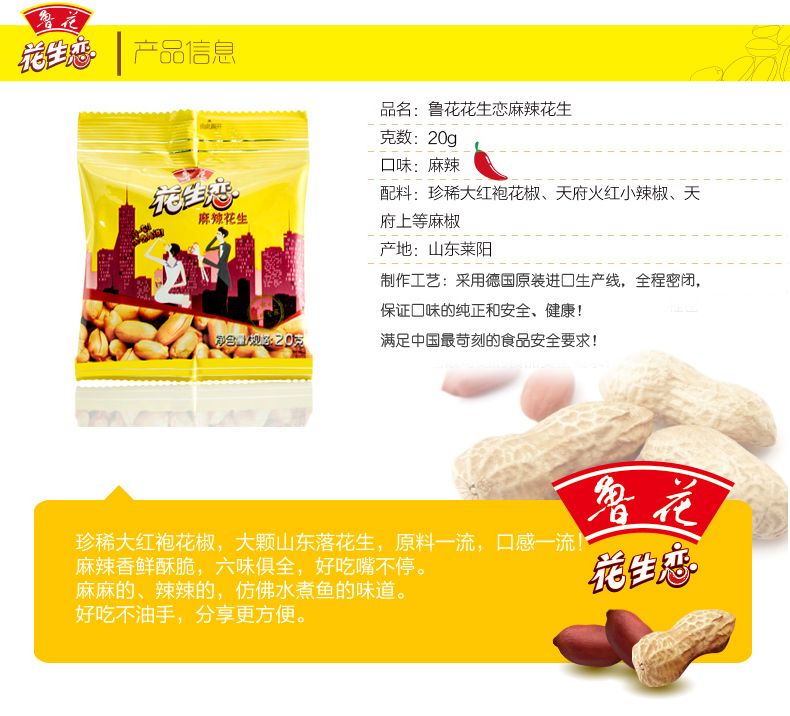 鲁花
花生恋
产品信息
品名：鲁花花生恋麻辣花生
克数：20g
口味：麻辣
配料：珍稀大红袍花椒、天府火红小辣椒、天
府上等麻椒
产地：山东莱阳
制作工艺：采用德国原装进口生产线，全程密闭，
保证口味的纯正和安全、健康！
满足中国最苛刻的食品安全要求！
鲁花
花生恋
麻辣花生
净含量/规格:20克
珍稀大红袍花椒，大颗山东落花生，原料一流，口感一流！
麻辣香鲜酥脆，六味俱全，好吃嘴不停。
麻麻的、辣辣的，仿佛水煮鱼的味道。
好吃不油手，分享更方便。
鲁花
花生恋